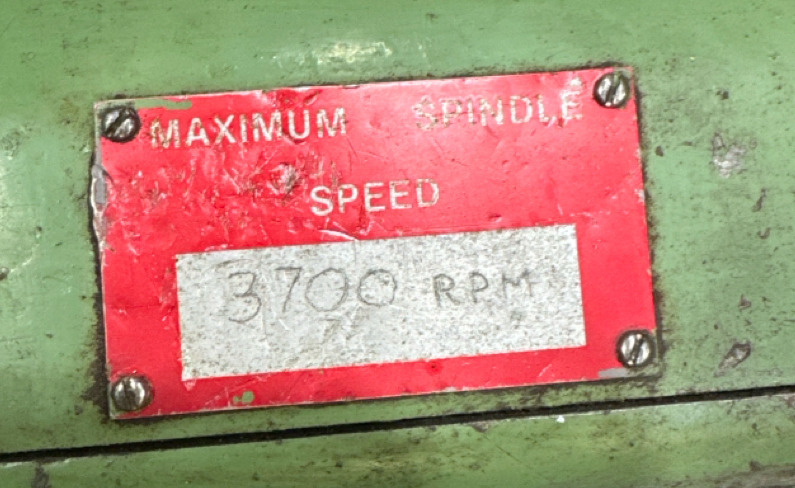 MAXIMUM SPINDLE
SPEED
3700 RPM